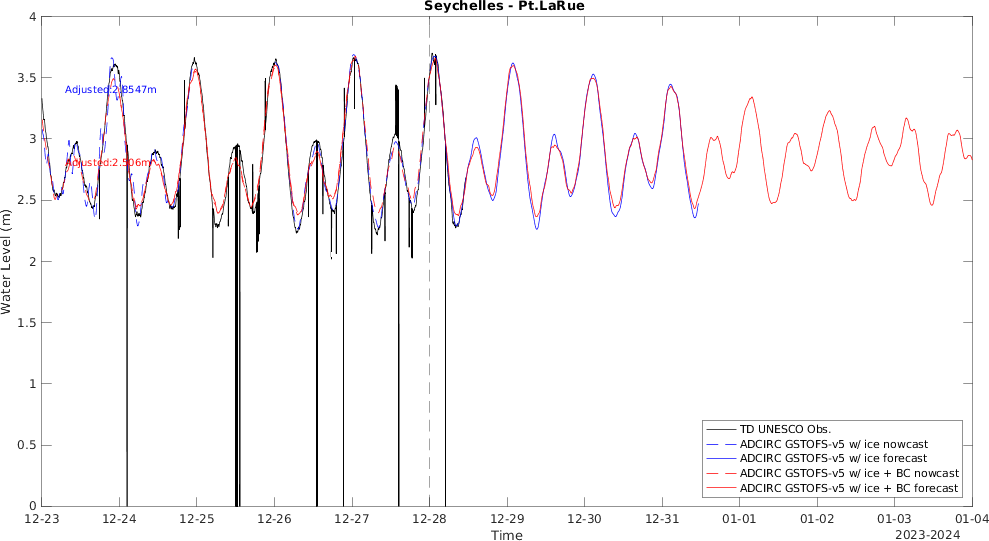 Seychelles - Pt.LaRue
Water Level (m)
4
3.5
3
2.5
2
1.5
1
0.5
0
Adjusted:2.8547m
Adjusted:2.506m
TD UNESCO Obs.
ADCIRC GSTOFS-v5 w/ ice nowcast
ADCIRC GSTOFS-v5 w/ ice forecast
ADCIRC GSTOFS-v5 w/ ice + BC nowcast
ADCIRC GSTOFS-v5 w/ ice + BC forecast
12-23 12-24 12-25 12-26 12-27 12-28 12-29 12-30 12-31 01-01 01-02 01-03 01-04
Time
2023-2024